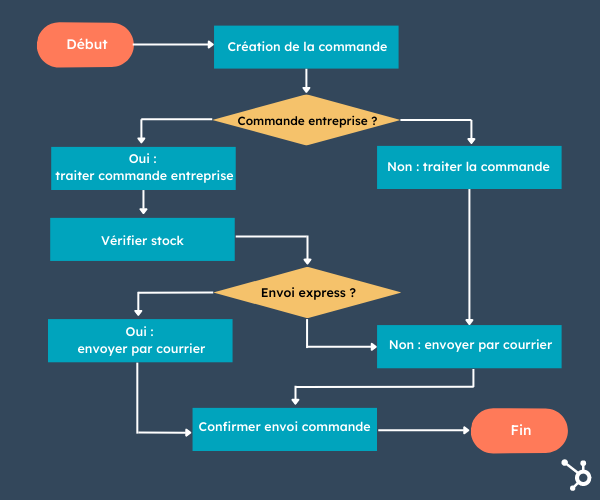 Début
Création de la commande
Commande entreprise ?
Oui :
traiter commande entreprise
Non : traiter la commande
Vérifier stock
Envoi express ?
Oui :
envoyer par courrier
Non : envoyer par courrier
Confirmer envoi commande
Fin